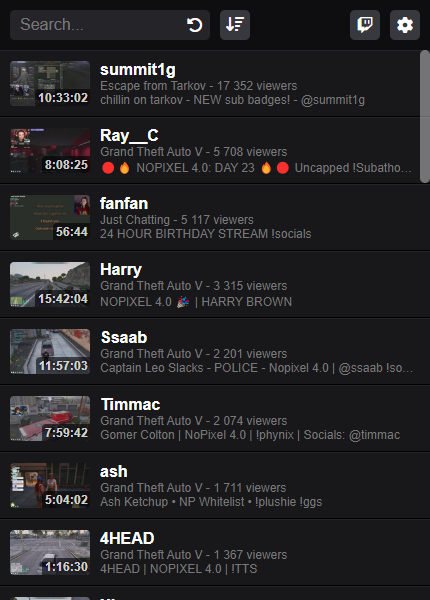 Search...
summit1g
Escape from Tarkov - 17 352 viewers
chillin on tarkov - NEW sub badges! - @summit1g
10:33:02
Ray__C
Grand Theft Auto V - 5 708 viewers
🔴🔥 NOPIXEL 4.0: DAY 23 🔥🔴 Uncapped !Subatho...
8:08:25
fanfan
Just Chatting - 5 117 viewers
24 HOUR BIRTHDAY STREAM !socials
56:44
Harry
Grand Theft Auto V - 3 315 viewers
NOPIXEL 4.0 🎉 | HARRY BROWN
15:42:04
Ssaab
Grand Theft Auto V - 2 201 viewers
Captain Leo Slacks - POLICE - Nopixel 4.0 | @ssaab !so...
11:57:03
Timmac
Grand Theft Auto V - 2 074 viewers
Gomer Colton | NoPixel 4.0 | !phynix | Socials: @timmac
7:59:42
ash
Grand Theft Auto V - 1 711 viewers
Ash Ketchup • NP Whitelist • !plushie !ggs
5:04:02
4HEAD
Grand Theft Auto V - 1 367 viewers
4HEAD | NOPIXEL 4.0 | !TTS
1:16:30